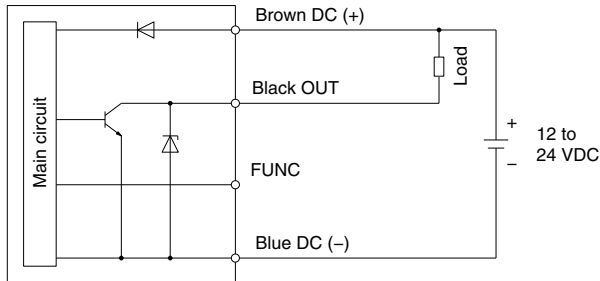 Brown DC (+)
Load
Black OUT
Main circuit
+
12 to
24 VDC
−
FUNC
Blue DC (−)